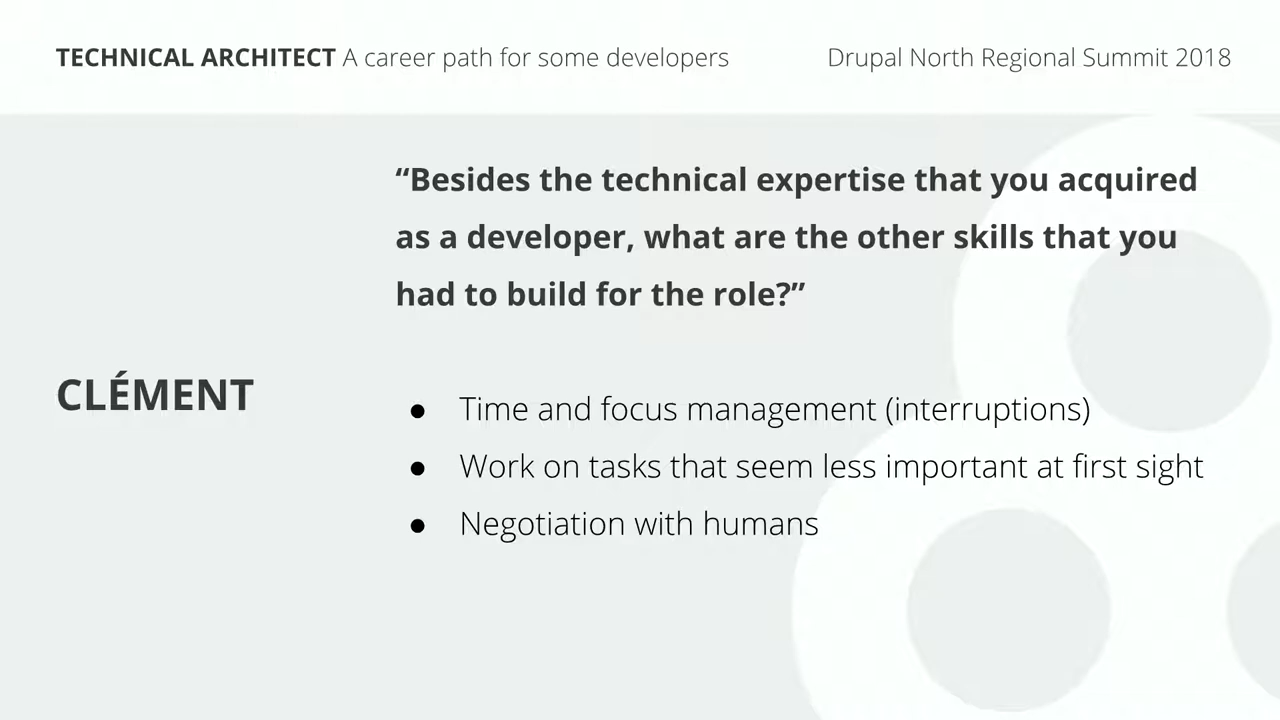 TECHNICAL ARCHITECT A career path for some developers
Drupal North Regional Summit 2018
“Besides the technical expertise that you acquired
as a developer, what are the other skills that you
had to build for the role?”
CLÉMENT
● Time and focus management (interruptions)
● Work on tasks that seem less important at first sight
● Negotiation with humans